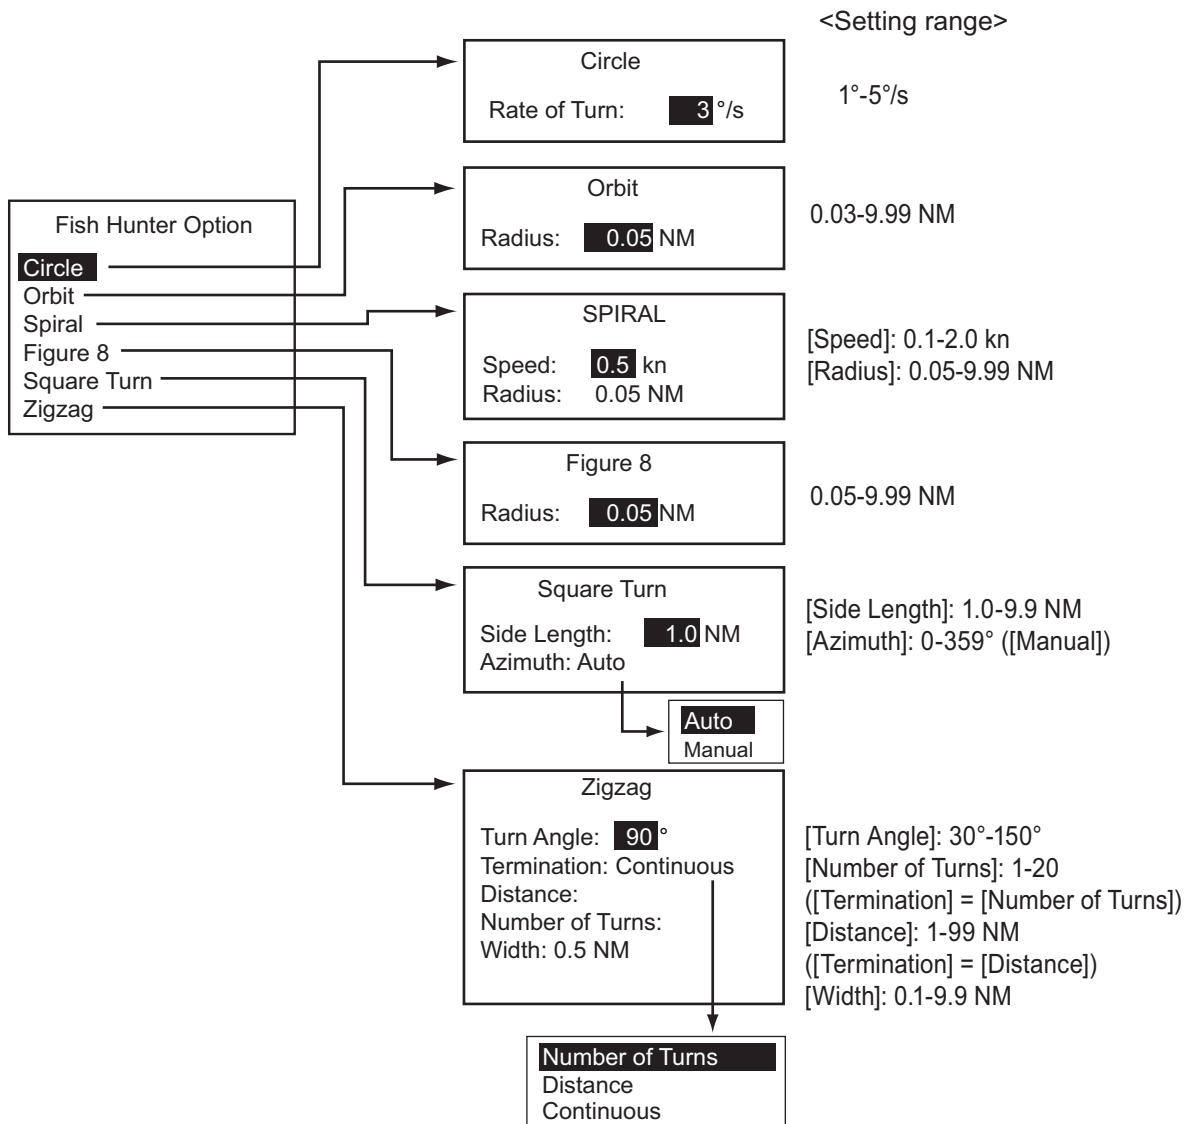 <Setting range>
Fish Hunter Option
Circle
Orbit
Spiral
Figure 8
Square Turn
Zigzag
Circle
Rate of Turn: 3 °/s
1°-5°/s
Orbit
Radius: 0.05 NM
0.03-9.99 NM
SPIRAL
Speed: 0.5 kn
Radius: 0.05 NM
[Speed]: 0.1-2.0 kn
[Radius]: 0.05-9.99 NM
Figure 8
Radius: 0.05 NM
0.05-9.99 NM
Square Turn
Side Length: 1.0 NM
Azimuth: Auto
[Side Length]: 1.0-9.9 NM
[Azimuth]: 0-359° ([Manual])
Auto
Manual
Zigzag
Turn Angle: 90 °
Termination: Continuous
Distance:
Number of Turns:
Width: 0.5 NM
[Turn Angle]: 30°-150°
[Number of Turns]: 1-20
([Termination] = [Number of Turns])
[Distance]: 1-99 NM
([Termination] = [Distance])
[Width]: 0.1-9.9 NM
Number of Turns
Distance
Continuous